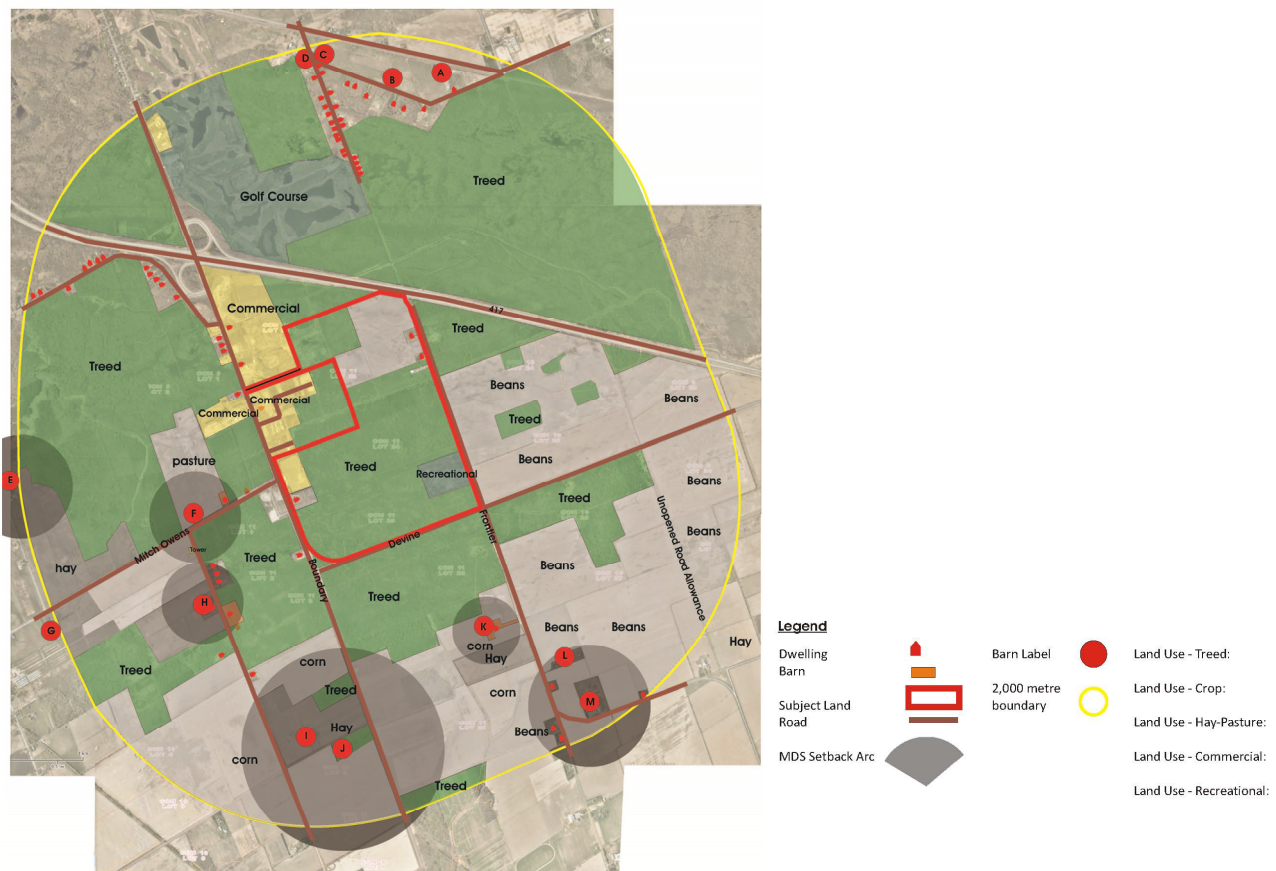 D
C
B
A
Treed
Golf Course
417
Commercial
Treed
Treed
Beans
Beans
Commercial
Commercial
Treed
pasture
Beans
Treed
Recreational
E
Beans
Treed
F
Frontier
Unopened Road Allowance
Mitch Owens
Devine
Beans
Tower
Treed
hay
Boundary
Beans
Treed
H
G
K
Beans
Beans
corn
Hay
Hay
L
corn
Treed
Treed
corn
M
Hay
I
J
Beans
corn
Treed
Legend
Dwelling
Barn
Subject Land
Road
MDS Setback Arc
Barn Label
2,000 metre
boundary
Land Use - Treed:
Land Use - Crop:
Land Use - Hay-Pasture:
Land Use - Commercial:
Land Use - Recreational: